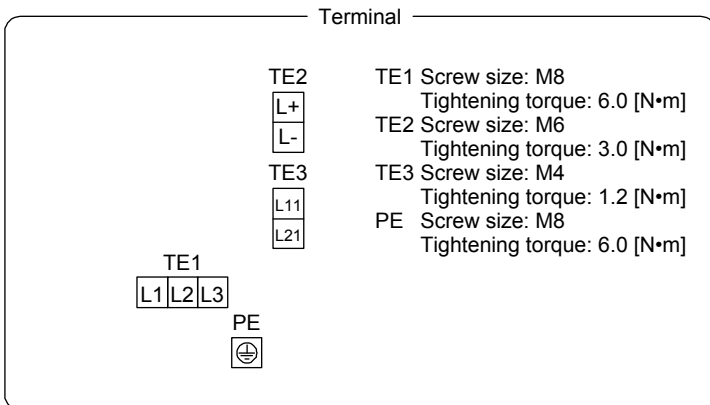 Terminal
TE2
L+
L-
TE3
L11
L21
TE1
L1 L2 L3
PE
TE1 Screw size: M8
Tightening torque: 6.0 [N•m]
TE2 Screw size: M6
Tightening torque: 3.0 [N•m]
TE3 Screw size: M4
Tightening torque: 1.2 [N•m]
PE Screw size: M8
Tightening torque: 6.0 [N•m]